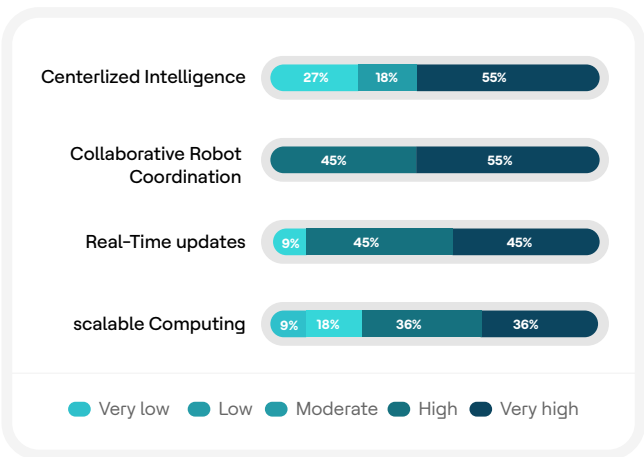 Centerlized Intelligence
27% 18% 55%
Collaborative Robot
Coordination
45% 55%
Real-Time updates
9% 45% 45%
scalable Computing
9% 18% 36% 36%
Very low Low Moderate High Very high